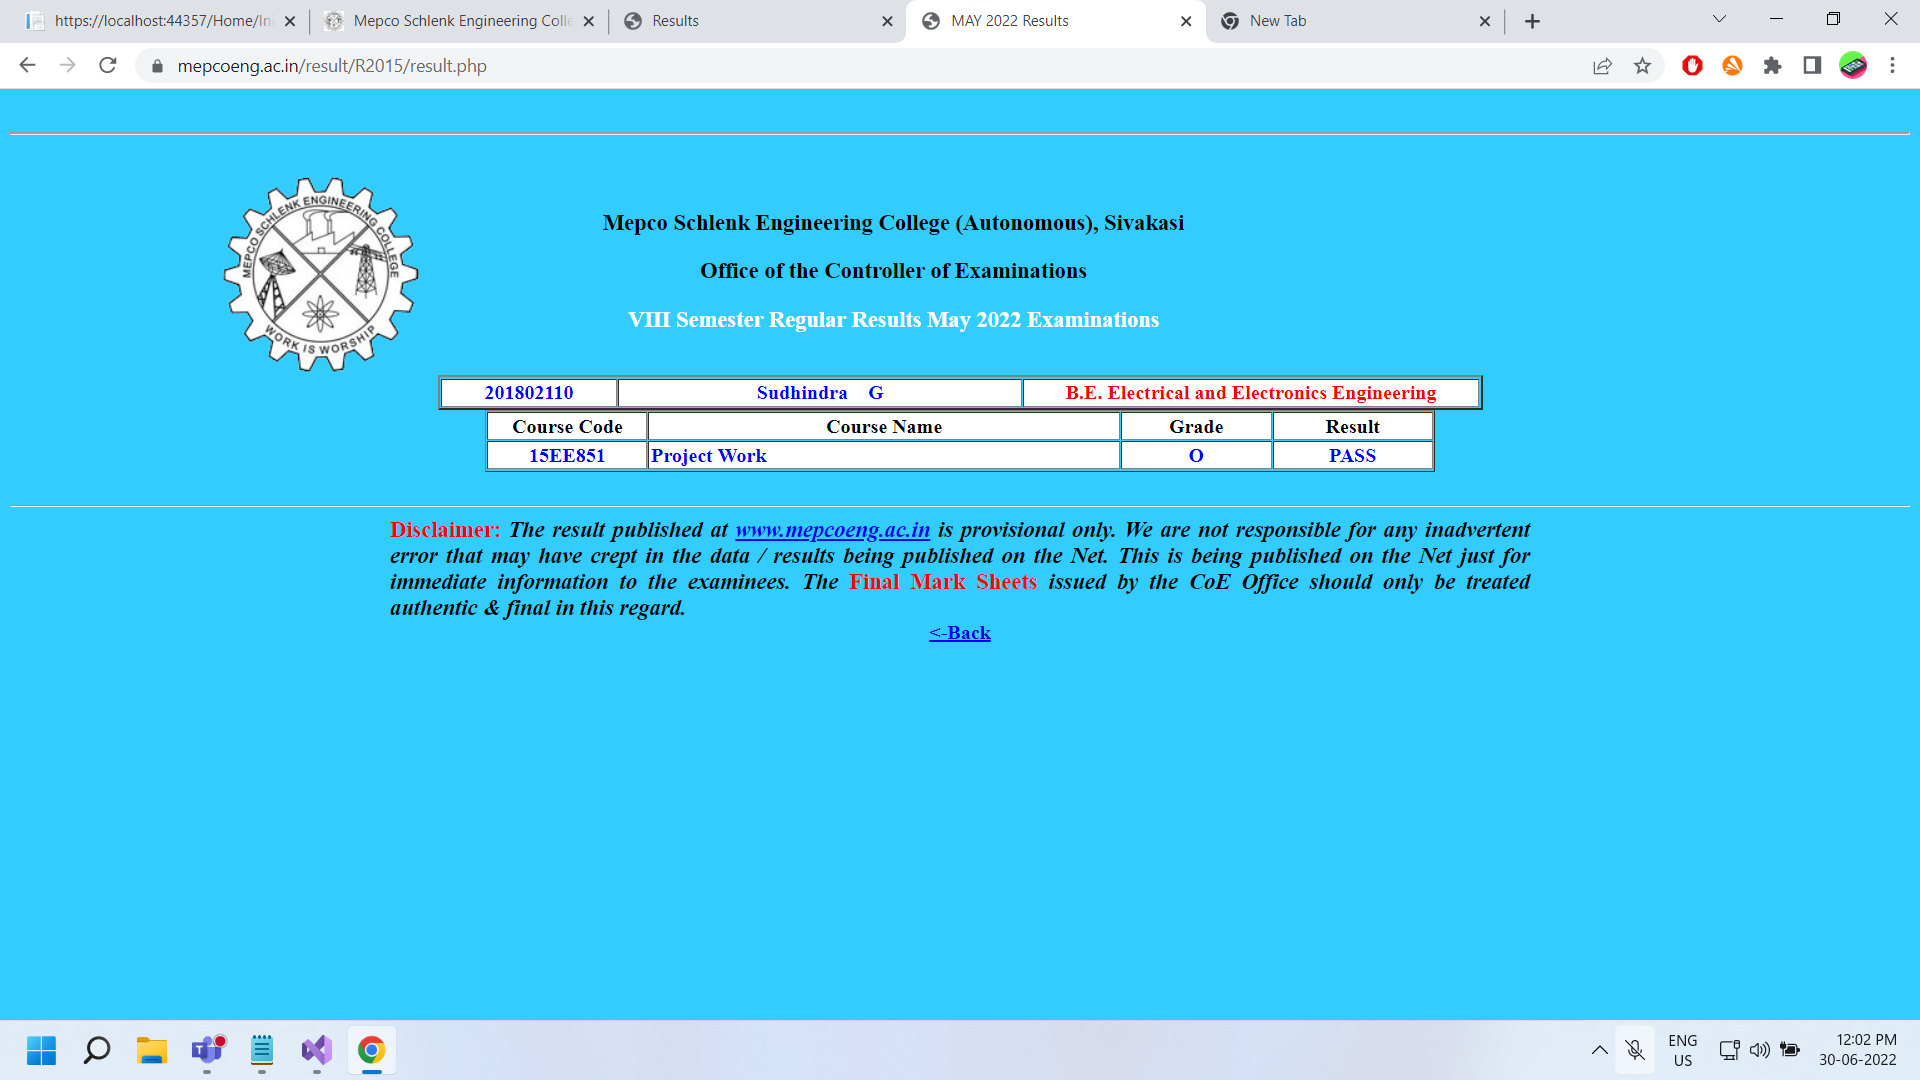 https://localhost:44357/Home/In
Mepco Schlenk Engineering Colle
Results
MAY 2022 Results
New Tab
mepcoeng.ac.in/result/R2015/result.php
MEPCO SCHLENK ENGINEERING COLLEGE
WORK IS WORSHIP
Mepco Schlenk Engineering College (Autonomous), Sivakasi
Office of the Controller of Examinations
VIII Semester Regular Results May 2022 Examinations
201802110 Sudhindra G B.E. Electrical and Electronics Engineering
Course Code Course Name Grade Result
15EE851 Project Work O PASS
Disclaimer: The result published at www.mepcoeng.ac.in is provisional only. We are not responsible for any inadvertent
error that may have crept in the data / results being published on the Net. This is being published on the Net just for
immediate information to the examinees. The Final Mark Sheets issued by the CoE Office should only be treated
authentic & final in this regard.
<-Back
ENG
US
12:02 PM
30-06-2022